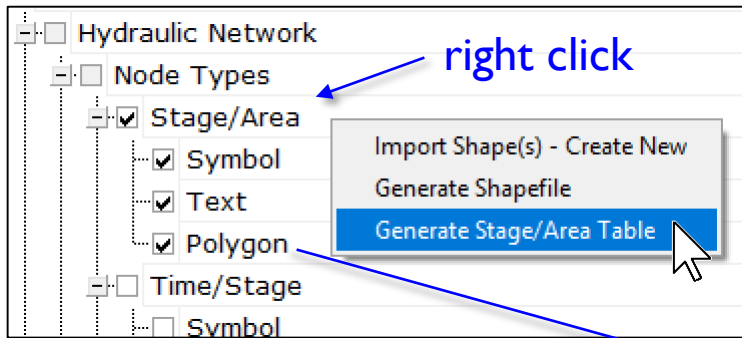 Hydraulic Network
right click
Node Types
Stage/Area
Import Shape(s) - Create New
Symbol
Generate Shapefile
Text
Generate Stage/Area Table
Polygon
Time/Stage
Symbol